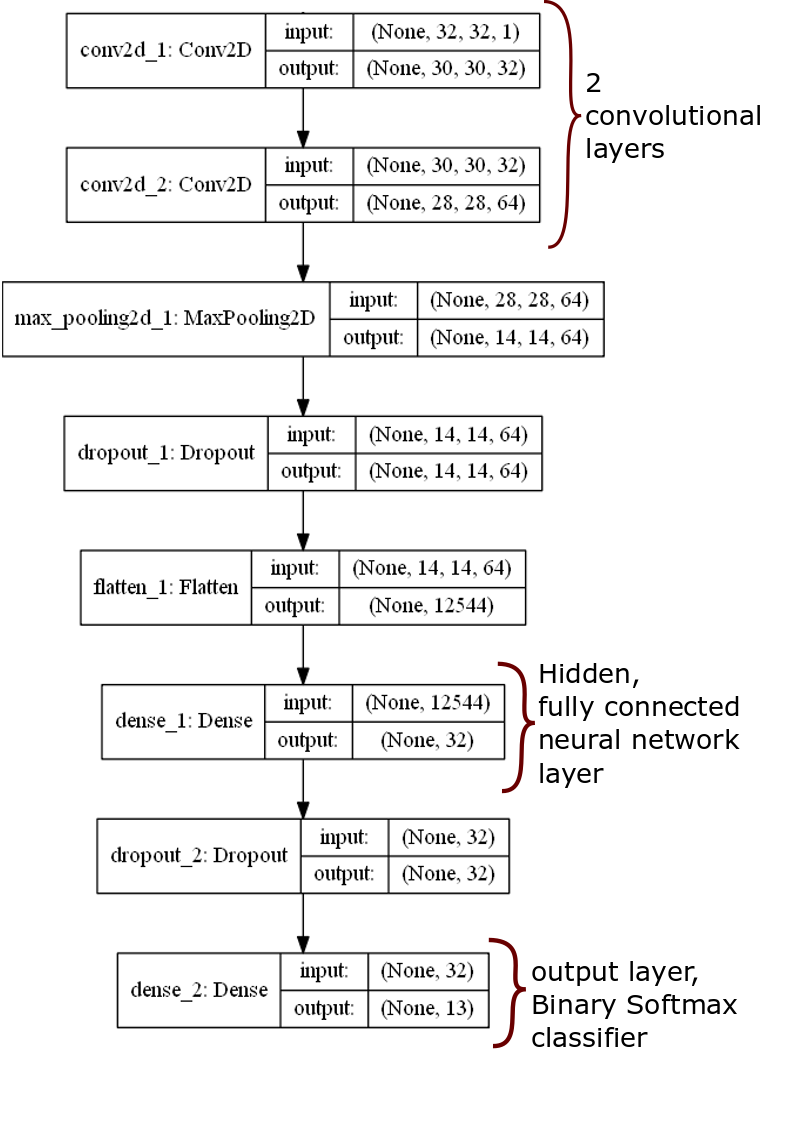 conv2d_1: Conv2D
input: (None, 32, 32, 1)
output: (None, 30, 30, 32)
2
convolutional
layers
conv2d_2: Conv2D
input: (None, 30, 30, 32)
output: (None, 28, 28, 64)
max_pooling2d_1: MaxPooling2D
input: (None, 28, 28, 64)
output: (None, 14, 14, 64)
dropout_1: Dropout
input: (None, 14, 14, 64)
output: (None, 14, 14, 64)
flatten_1: Flatten
input: (None, 14, 14, 64)
output: (None, 12544)
dense_1: Dense
input: (None, 12544)
output: (None, 32)
Hidden,
fully connected
neural network
layer
dropout_2: Dropout
input: (None, 32)
output: (None, 32)
dense_2: Dense
input: (None, 32)
output: (None, 13)
output layer,
Binary Softmax
classifier